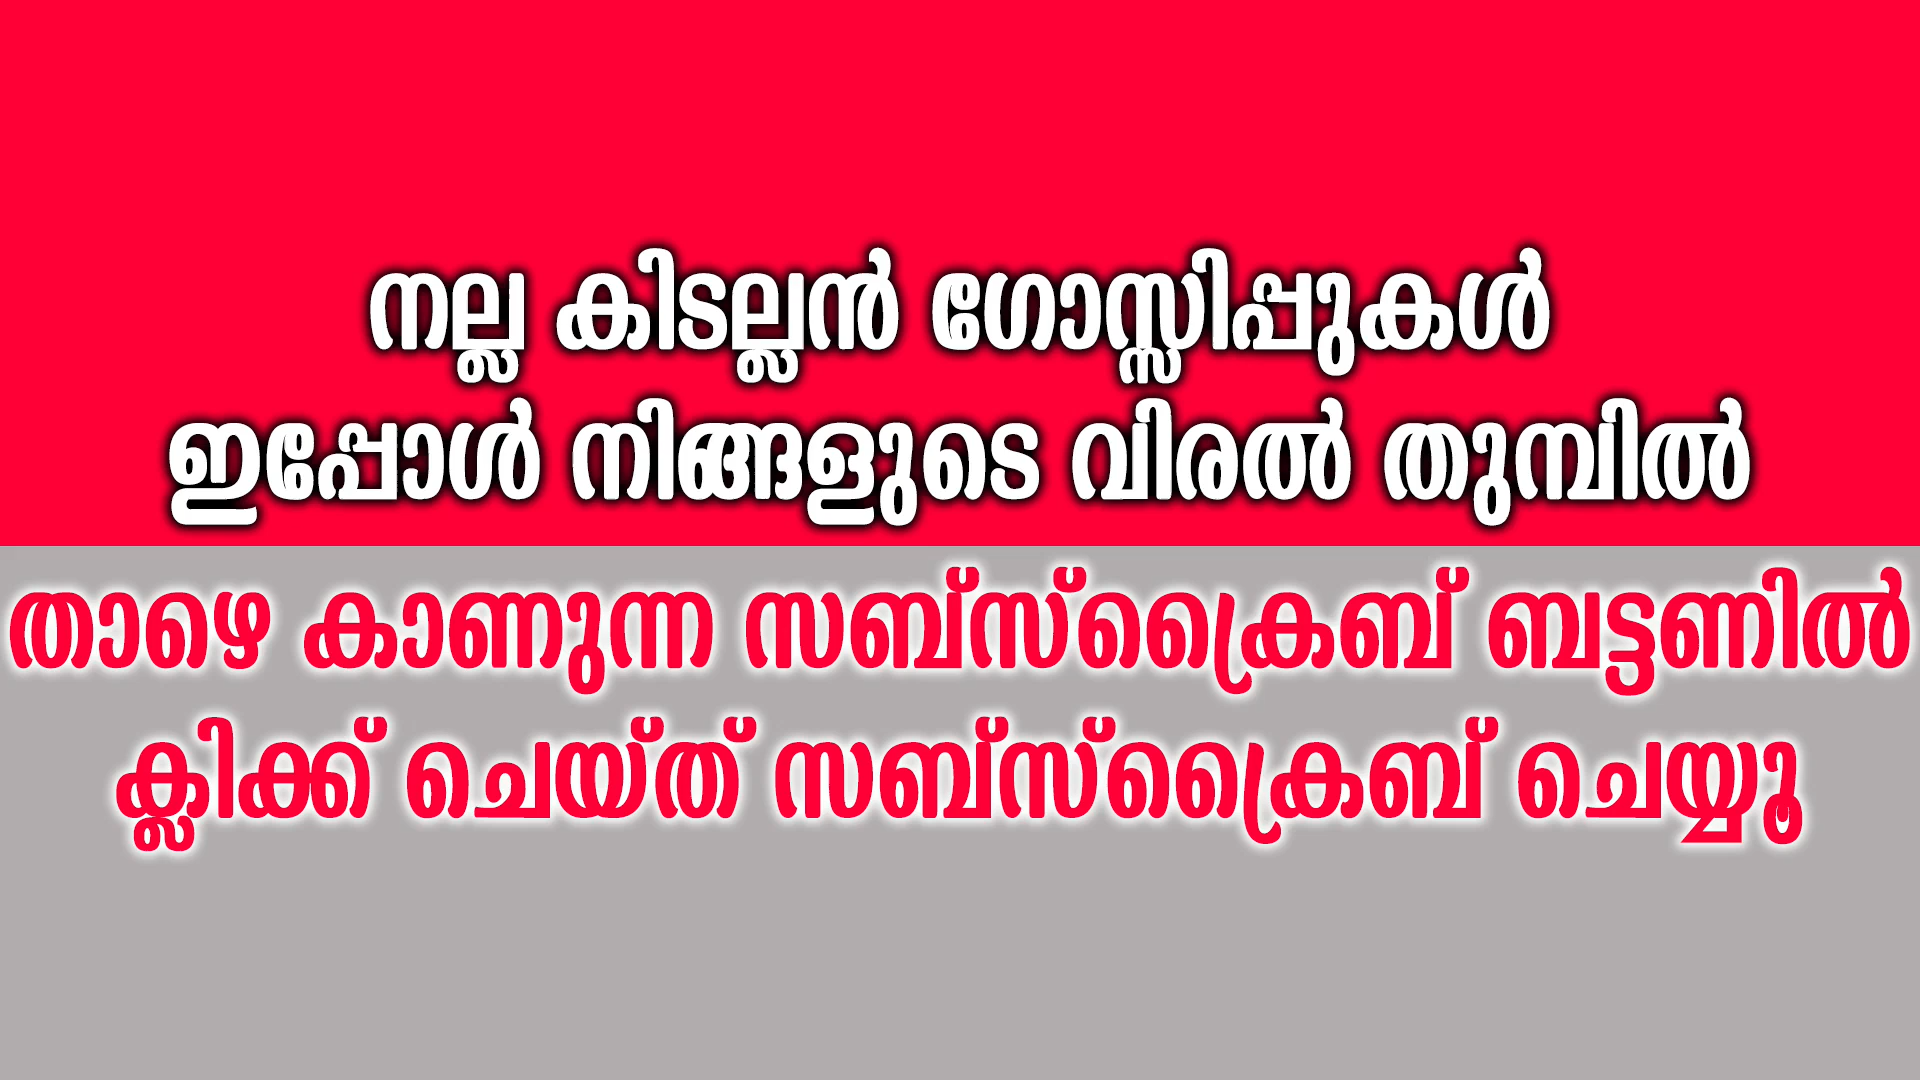 നല്ല കിടല്ലൻ ഗോസ്സിപ്പുകൾ
ഇപ്പോൾ നിങ്ങളുടെ വിരൽ തുമ്പിൽ
താഴെ കാണുന്ന സബ്സ്ക്രൈബ് ബട്ടണിൽ
ക്ലിക്ക് ചെയ്ത് സബ്സ്ക്രൈബ് ചെയ്യൂ